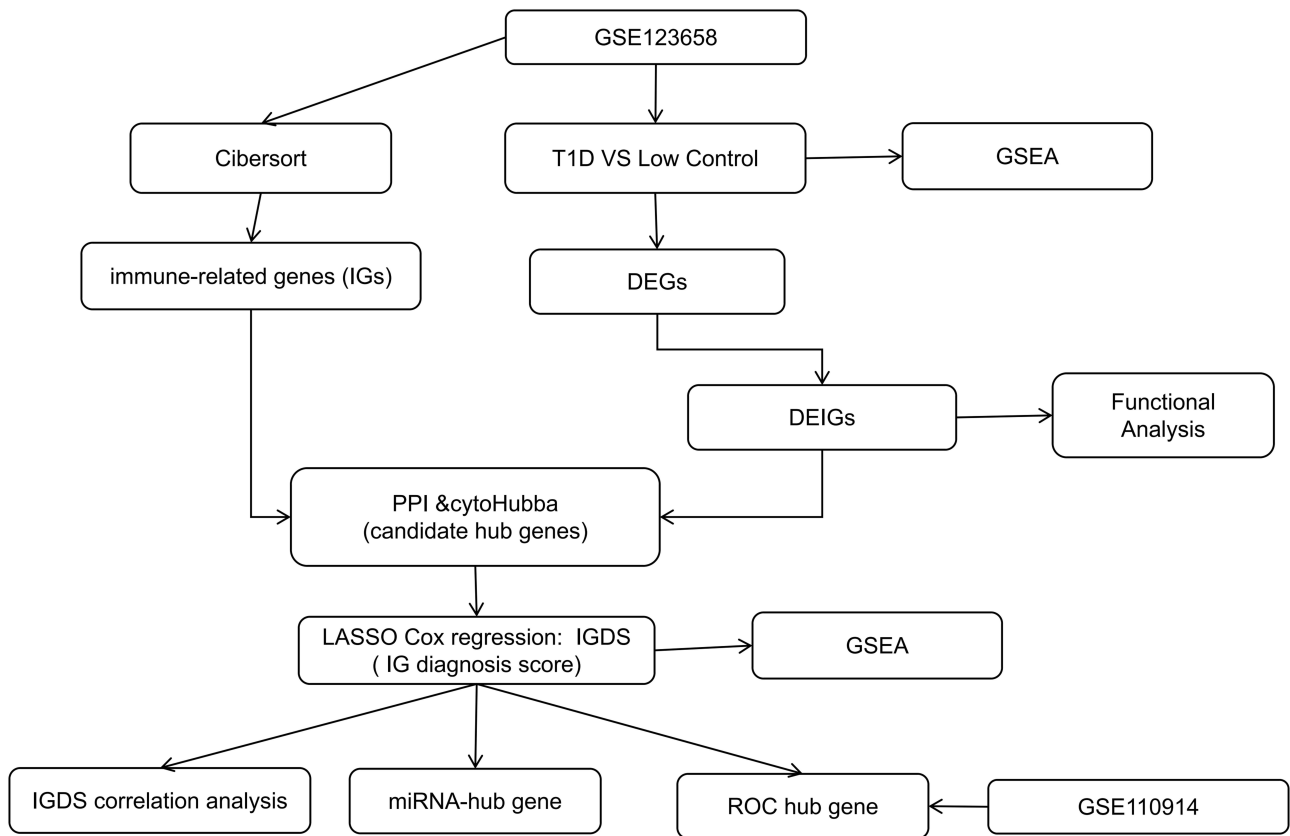 GSE123658
Cibersort
T1D VS Low Control
GSEA
immune-related genes (IGs)
DEGs
DEIGs
Functional
Analysis
PPI &cytoHubba
(candidate hub genes)
LASSO Cox regression:  IGDS
( IG diagnosis score)
GSEA
IGDS correlation analysis
miRNA-hub gene
ROC hub gene
GSE110914